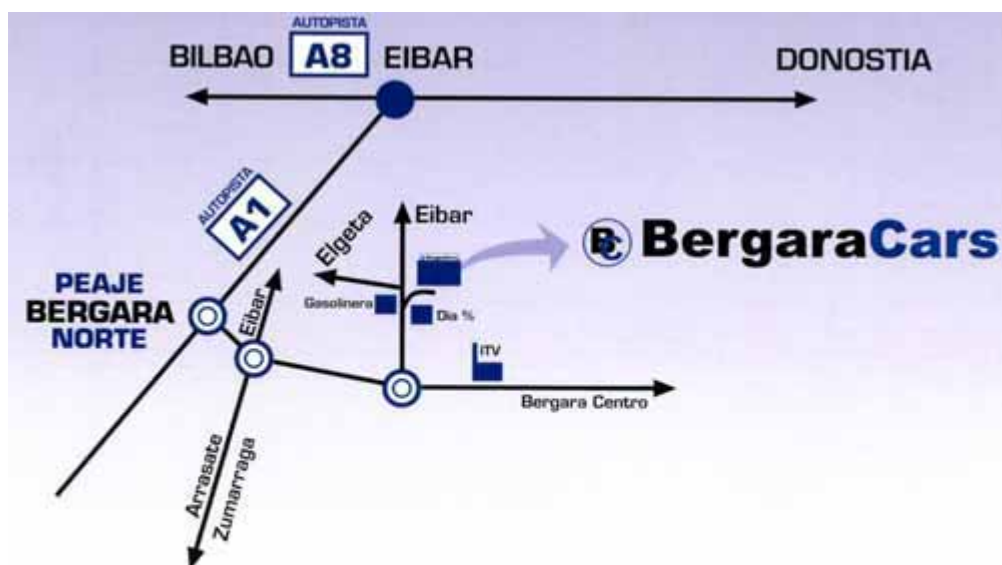 AUTOPISTA
BILBAO A8 EIBAR
DONOSTIA
AUTOPISTA
A1
Elgeta
Eibar
BC BergaraCars
PEAJE
BERGARA
NORTE
Eibar
Gasolinera
Dia %
ITV
Bergara Centro
Arrasate
Zumarraga